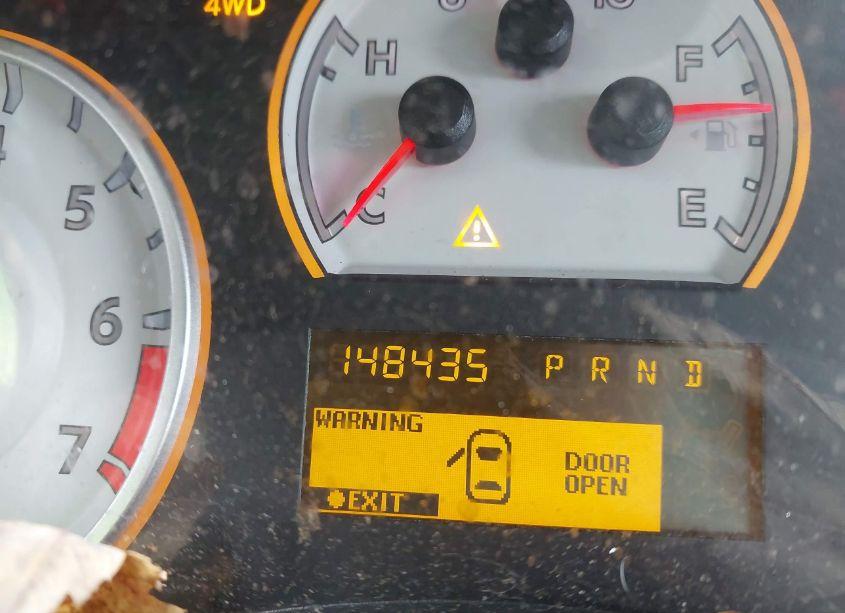 4WD
H
F
5
C
E
6
148435 P R N D
WARNING
7
DOOR
OPEN
EXIT